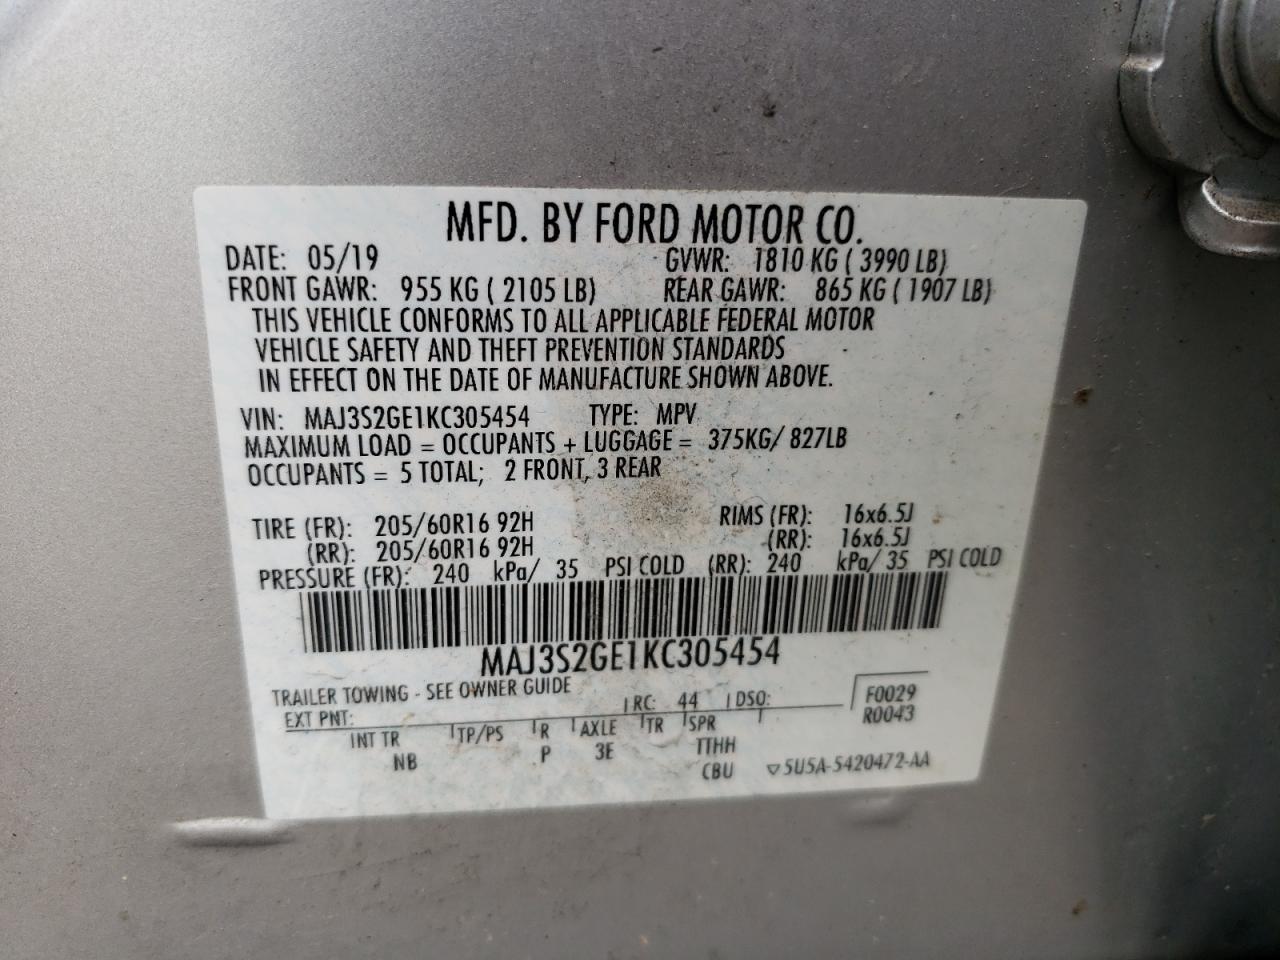 MFD. BY FORD MOTOR CO.
DATE: 05/19 GVWR: 1810 KG ( 3990 LB)
FRONT GAWR: 955 KG ( 2105 LB) REAR GAWR: 865 KG ( 1907 LB)
THIS VEHICLE CONFORMS TO ALL APPLICABLE FEDERAL MOTOR
VEHICLE SAFETY AND THEFT PREVENTION STANDARDS
IN EFFECT ON THE DATE OF MANUFACTURE SHOWN ABOVE.
VIN: MAJ3S2GE1KC305454 TYPE: MPV
MAXIMUM LOAD = OCCUPANTS + LUGGAGE = 375KG/ 827LB
OCCUPANTS = 5 TOTAL; 2 FRONT, 3 REAR
TIRE (FR): 205/60R16 92H RIMS (FR): 16x6.5J
(RR): 205/60R16 92H (RR): 16x6.5J
PRESSURE (FR): 240 kPa/ 35 PSI COLD (RR): 240 kPa/ 35 PSI COLD
MAJ3S2GE1KC305454
TRAILER TOWING - SEE OWNER GUIDE
EXT PNT: RC: 44 DSO: F0029
R0043
INT TR TP/PS R AXLE TR SPR
NB P 3E TTHH
CBU ▽5U5A-5420472-AA